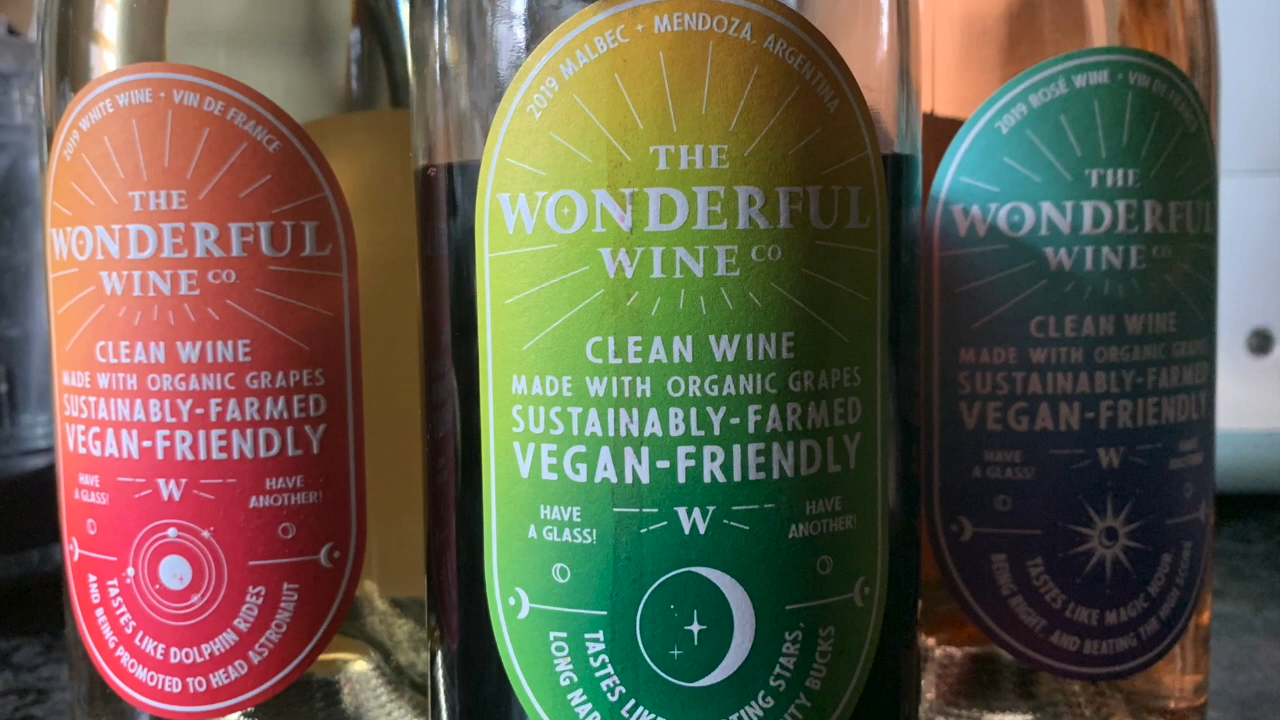 2019 WHITE WINE • VIN DE FRANCE
THE
WONDERFUL
WINE CO.
CLEAN WINE
MADE WITH ORGANIC GRAPES
SUSTAINABLY-FARMED
VEGAN-FRIENDLY
HAVE
A GLASS!
W
HAVE
ANOTHER!
TASTES LIKE DOLPHIN RIDES
AND BEING PROMOTED TO HEAD ASTRONAUT
2019 MALBEC • MENDOZA, ARGENTINA
THE
WONDERFUL
WINE CO
CLEAN WINE
MADE WITH ORGANIC GRAPES
SUSTAINABLY-FARMED
VEGAN-FRIENDLY
HAVE
A GLASS!
W
HAVE
ANOTHER!
TASTES STARS,
LONG BUCKS
2019 ROSÉ WINE • VIN DE FRANCE
THE
WONDERFUL
WINE CO.
CLEAN WINE
MADE WITH ORGANIC GRAPES
SUSTAINABLY-FARMED
VEGAN-FRIENDLY
HAVE
A GLASS!
W
HAVE
ANOTHER!
TASTES LIKE MAGIC HOUR,
BEING RIGHT, AND BEATING THE HIGH SCORE